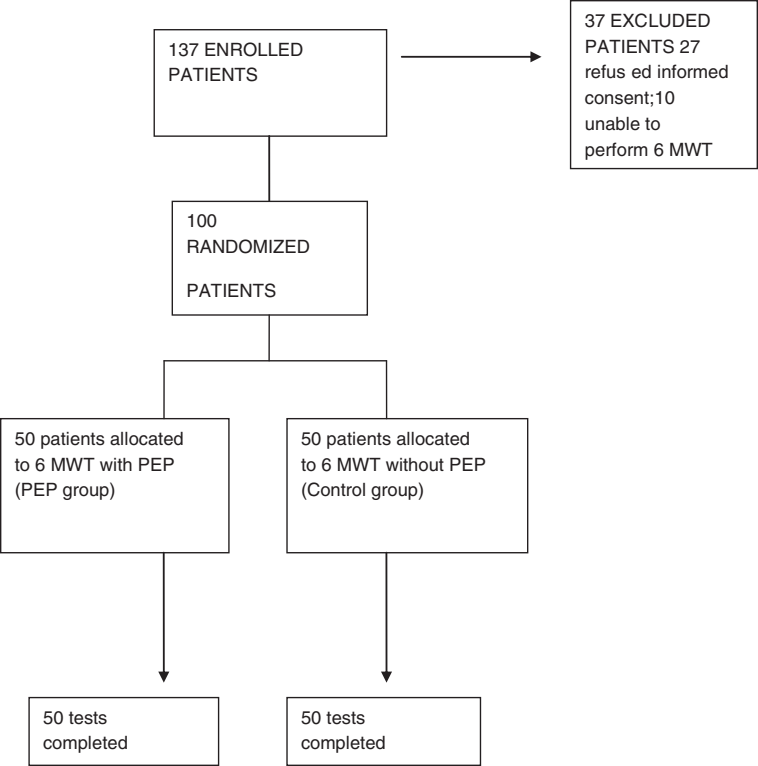 137 ENROLLED
PATIENTS
37 EXCLUDED
PATIENTS 27
refus ed informed
consent;10
unable to
perform 6 MWT
100
RANDOMIZED
PATIENTS
50 patients allocated
to 6 MWT with PEP
(PEP group)
50 patients allocated
to 6 MWT without PEP
(Control group)
50 tests
completed
50 tests
completed